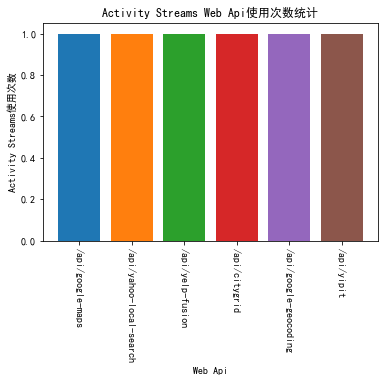 Activity Streams Web Api使用次数统计
Activity Streams使用次数
1.0
0.8
0.6
0.4
0.2
0.0
/api/google-maps
/api/yahoo-local-search
/api/yelp-fusion
/api/citygrid
/api/google-geocoding
/api/yipit
Web Api